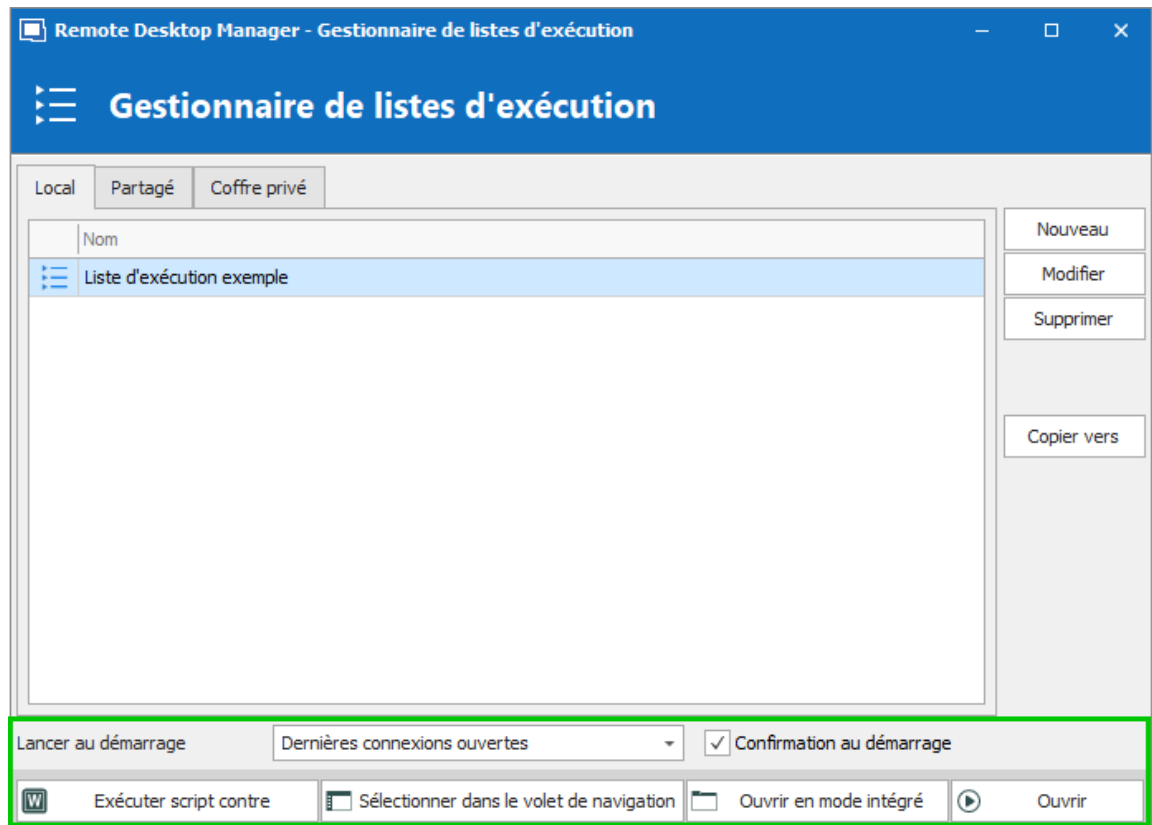 Remote Desktop Manager - Gestionnaire de listes d'exécution
Gestionnaire de listes d'exécution
Local Partagé Coffre privé
Nom
Liste d'exécution exemple
Nouveau
Modifier
Supprimer
Copier vers
Lancer au démarrage Dernières connexions ouvertes Confirmation au démarrage
W Exécuter script contre Sélectionner dans le volet de navigation Ouvrir en mode intégré Ouvrir